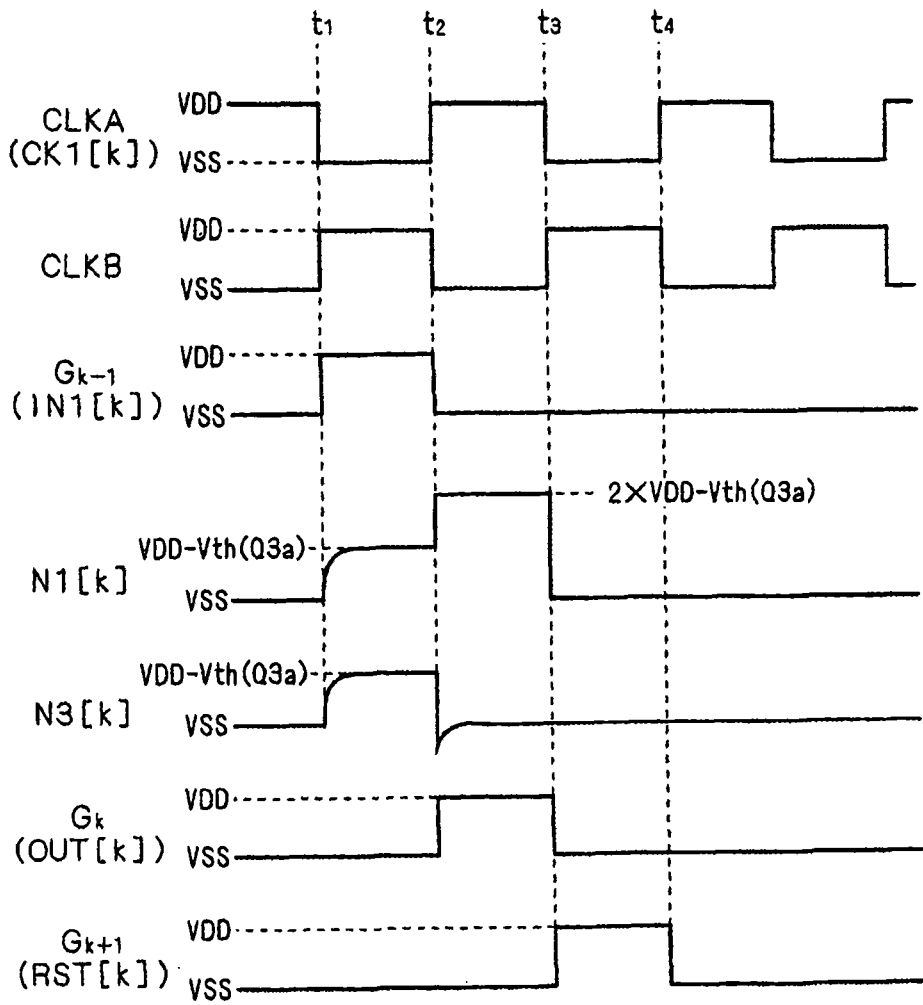 t1 t2 t3 t4
CLKA
(CK1[k])
VDD
VSS
CLKB
VDD
VSS
Gk-1
(IN1[k])
VDD
VSS
N1[k]
2×VDD-Vth(Q3a)
VDD-Vth(Q3a)
VSS
N3[k]
VDD-Vth(Q3a)
VSS
Gk
(OUT[k])
VDD
VSS
Gk+1
(RST[k])
VDD
VSS